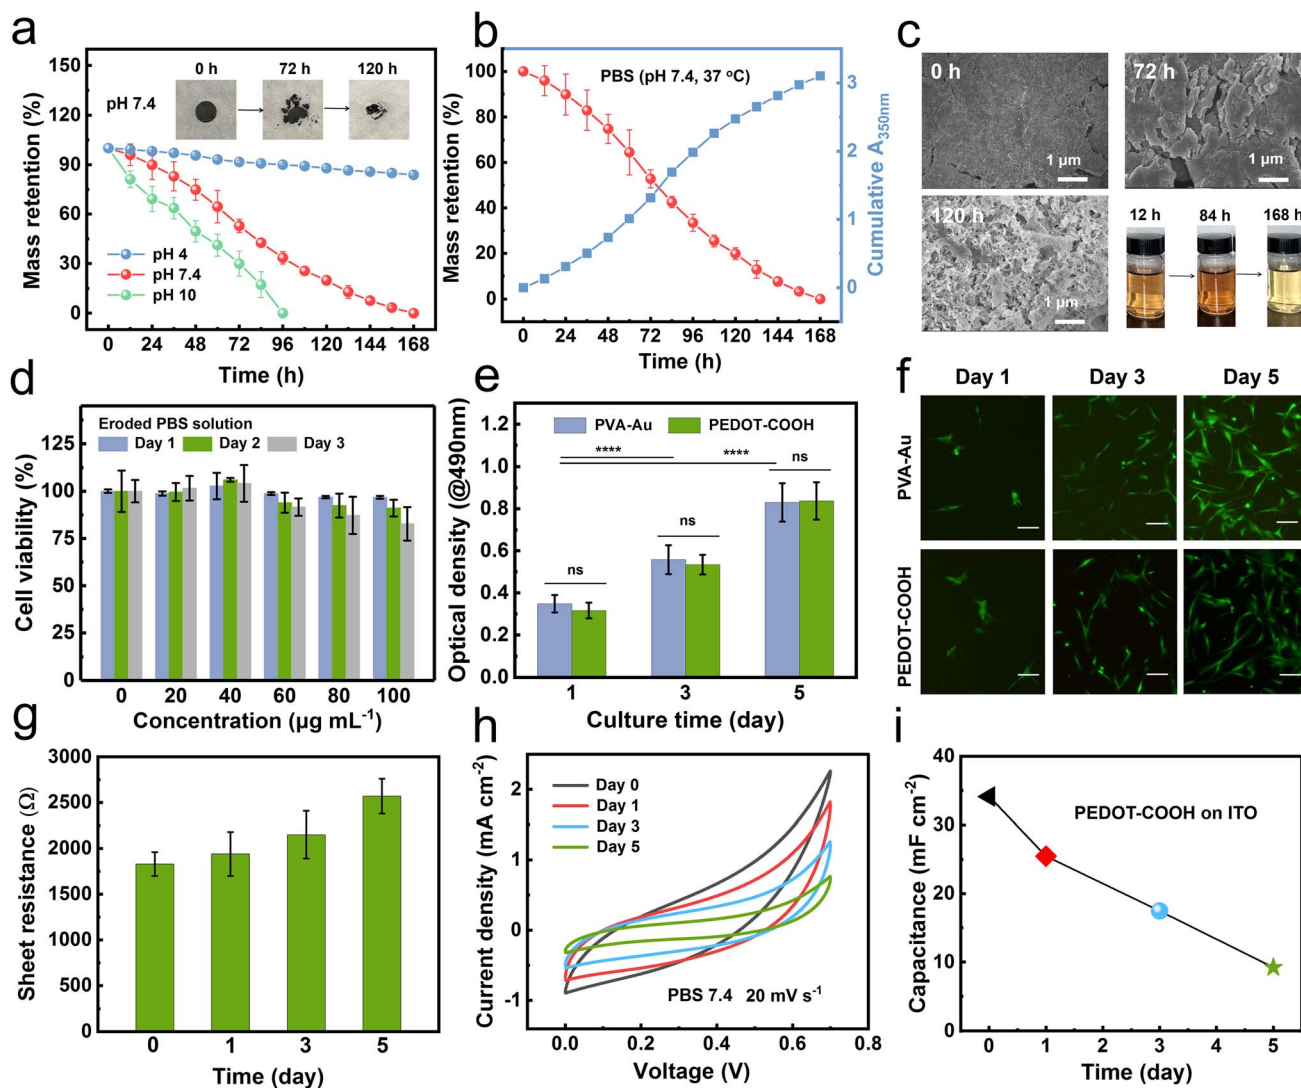 a
150
120
90
60
30
0
Mass retention (%)
0 h
72 h
120 h
pH 7.4
pH 4
pH 7.4
pH 10
0 24 48 72 96 120 144 168
Time (h)
b
100
80
60
40
20
0
Mass retention (%)
PBS (pH 7.4, 37 °C)
3
2
1
0
Cumulative A350nm
0 24 48 72 96 120 144 168
Time (h)
c
0 h
1 µm
72 h
1 µm
120 h
1 µm
12 h
84 h
168 h
d
125
100
75
50
25
0
Cell viability (%)
Eroded PBS solution
Day 1 Day 2 Day 3
0 20 40 60 80 100
Concentration (µg mL⁻¹)
e
1.2
1.0
0.8
0.6
0.4
0.2
0.0
Optical density (@490nm)
PVA-Au PEDOT-COOH
****
****
ns
ns
ns
1 3 5
Culture time (day)
f
Day 1 Day 3 Day 5
PVA-Au
PEDOT-COOH
g
3000
2500
2000
1500
1000
500
0
Sheet resistance (Ω)
0 1 3 5
Time (day)
h
2
1
0
-1
Current density (mA cm⁻²)
Day 0
Day 1
Day 3
Day 5
PBS 7.4 20 mV s⁻¹
0.0 0.2 0.4 0.6 0.8
Voltage (V)
i
40
30
20
10
0
Capacitance (mF cm⁻²)
PEDOT-COOH on ITO
0 1 2 3 4 5
Time (day)